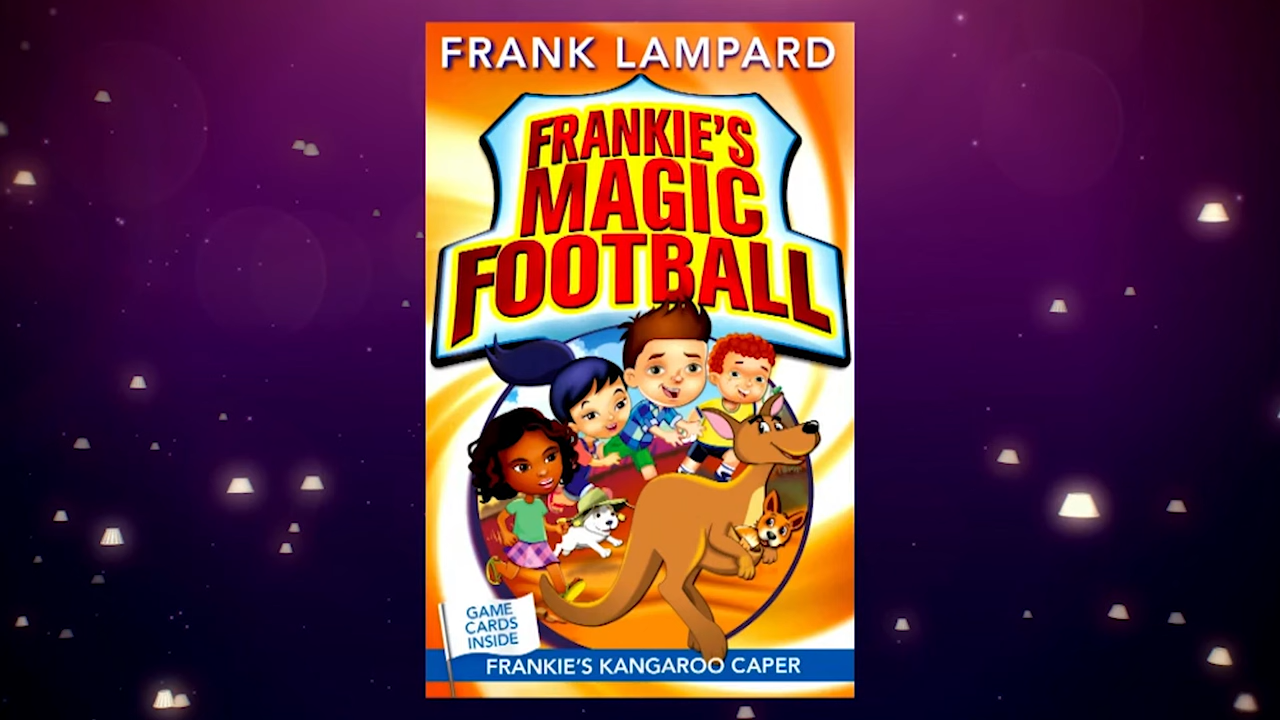 FRANK LAMPARD
FRANKIE'S
MAGIC
FOOTBALL
GAME
CARDS
INSIDE
FRANKIE'S KANGAROO CAPER